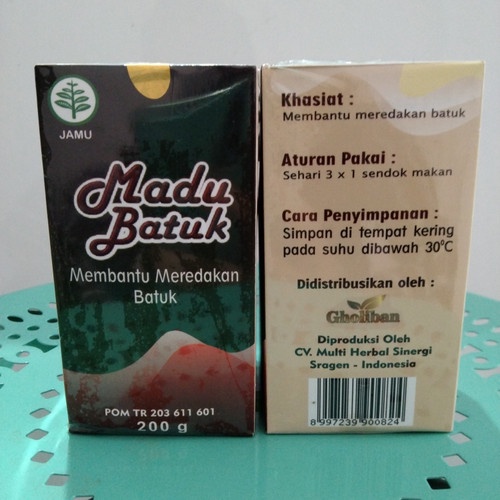 JAMU
Madu
Batuk
Membantu Meredakan
Batuk
POM TR 203 611 601
200 g
Khasiat :
Membantu meredakan batuk
Aturan Pakai :
Sehari 3 x 1 sendok makan
Cara Penyimpanan :
Simpan di tempat kering
pada suhu dibawah 30°C
Didistribusikan oleh :
Gholiban
Diproduksi Oleh
CV. Multi Herbal Sinergi
Sragen - Indonesia
8 997239 900824